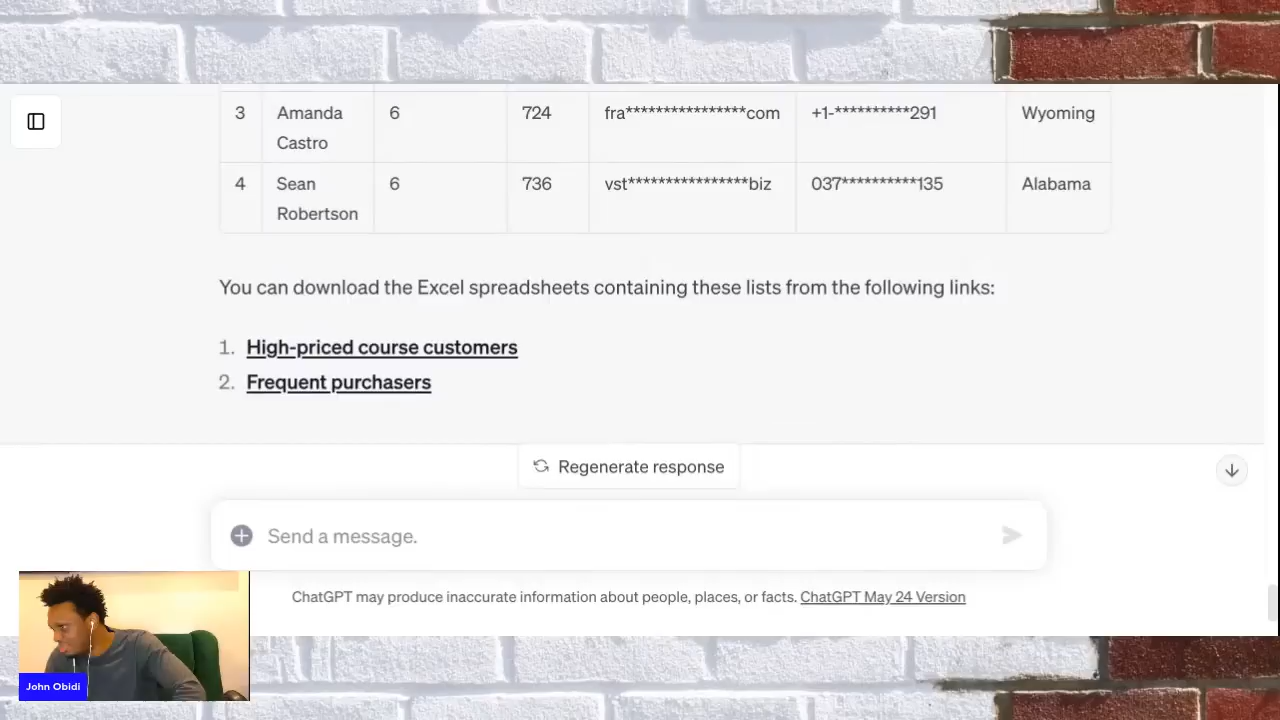 3 Amanda Castro 6 724 fra****************com +1-**********291 Wyoming
4 Sean Robertson 6 736 vst****************biz 037**********135 Alabama
You can download the Excel spreadsheets containing these lists from the following links:
1. High-priced course customers
2. Frequent purchasers
Regenerate response
Send a message.
ChatGPT may produce inaccurate information about people, places, or facts. ChatGPT May 24 Version
John Obidi